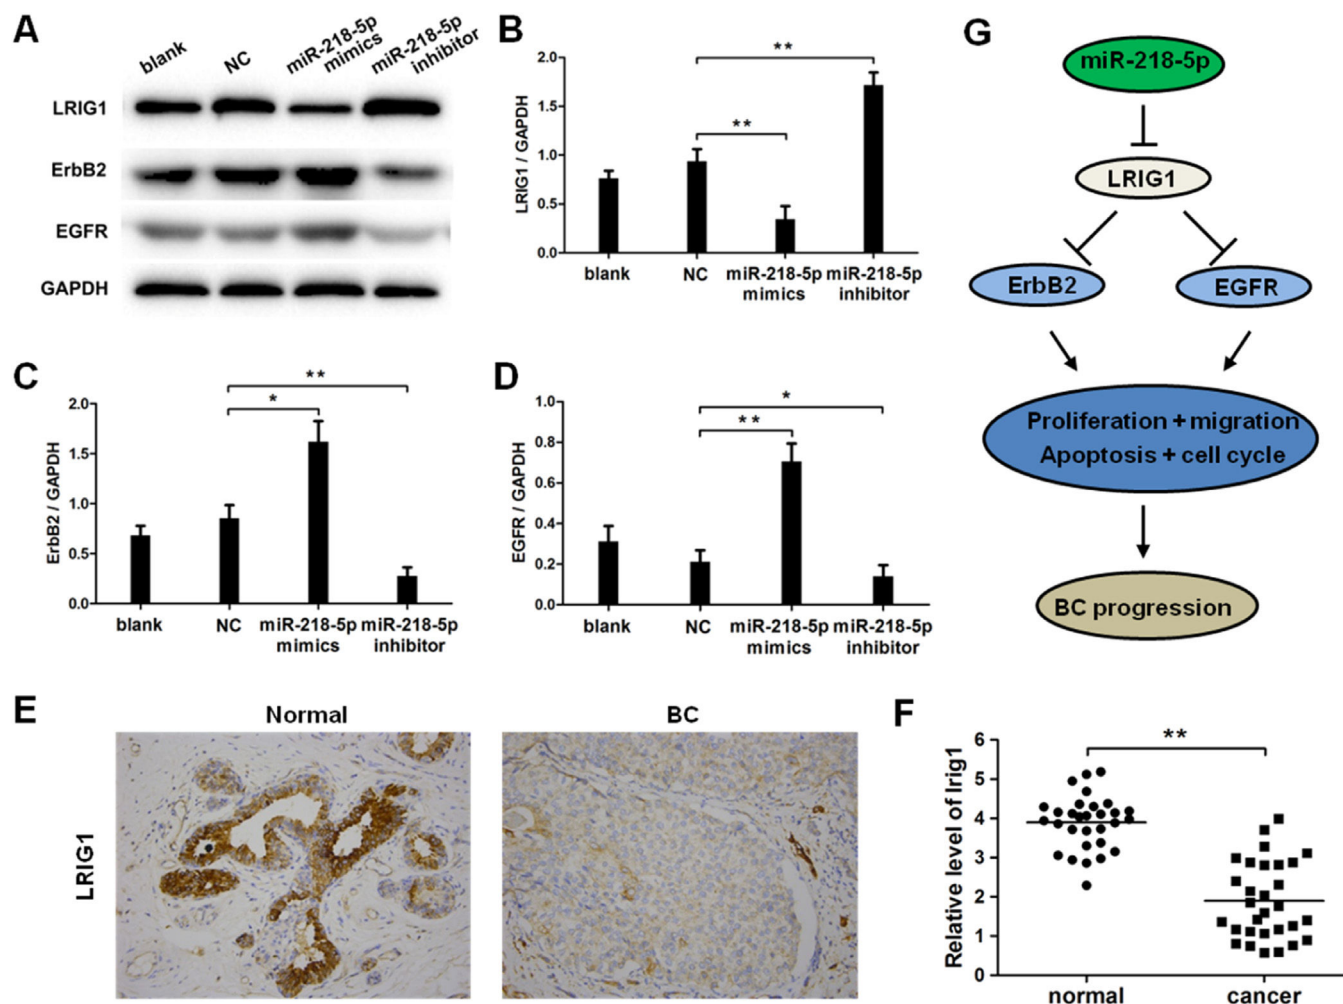 A
blank
NC
miR-218-5p
mimics
miR-218-5p
inhibitor
LRIG1
ErbB2
EGFR
GAPDH
B
**
**
LRIG1 / GAPDH
2.0
1.5
1.0
0.5
0.0
blank
NC
miR-218-5p
mimics
miR-218-5p
inhibitor
C
**
*
ErbB2 / GAPDH
2.0
1.5
1.0
0.5
0.0
blank
NC
miR-218-5p
mimics
miR-218-5p
inhibitor
D
*
**
EGFR / GAPDH
1.0
0.8
0.6
0.4
0.2
0.0
blank
NC
miR-218-5p
mimics
miR-218-5p
inhibitor
G
miR-218-5p
LRIG1
ErbB2
EGFR
Proliferation + migration
Apoptosis + cell cycle
BC progression
E
Normal
BC
LRIG1
F
**
Relative level of lrig1
6
5
4
3
2
1
0
normal
cancer